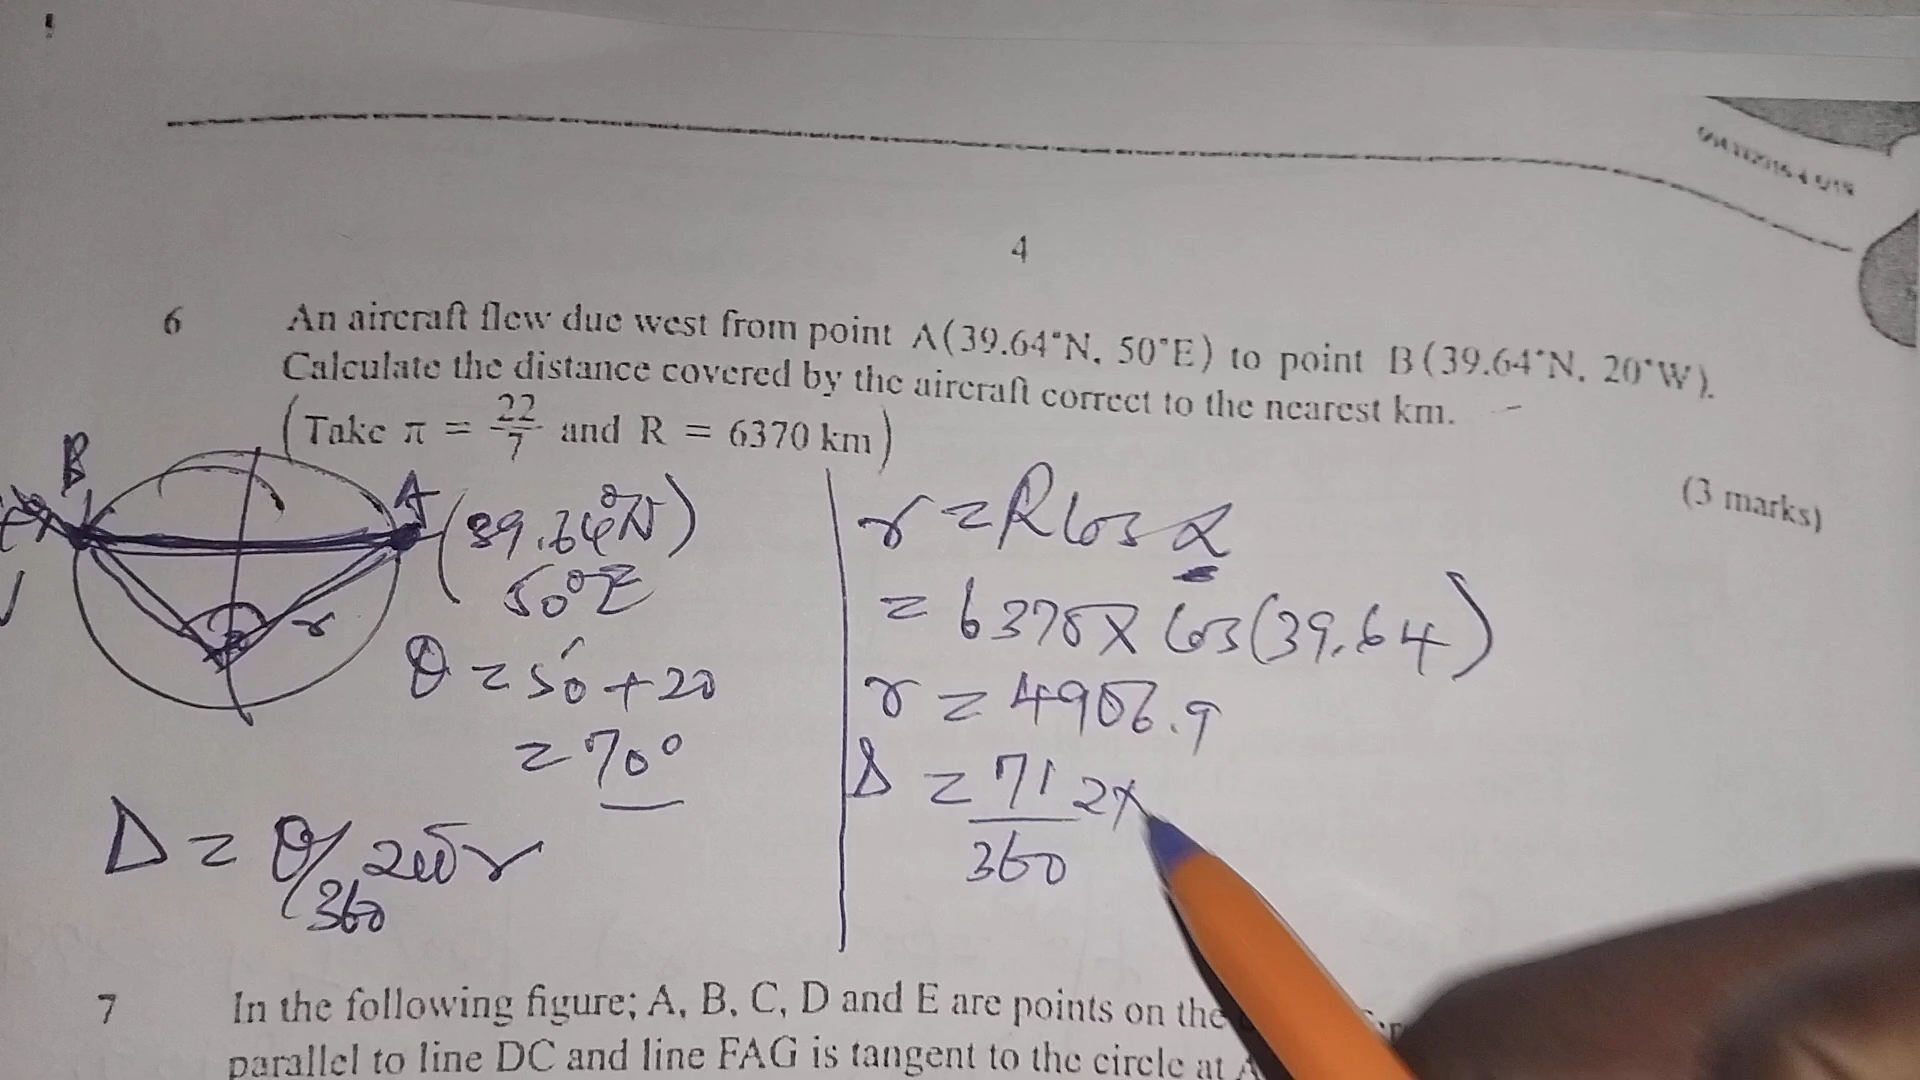 4
6 An aircraft flew due west from point A(39.64°N, 50°E) to point B(39.64°N, 20°W).
Calculate the distance covered by the aircraft correct to the nearest km.
(Take π = 22/7 and R = 6370 km)
(3 marks)
B
A
(39.64°N)
50°E
r
θ = 50 + 20
= 70°
D = θ/360 2πr
r = R Cos α
= 6370 x Cos(39.64)
r = 4906.9
D = 71/360 2x
7 In the following figure; A, B, C, D and E are points on the
parallel to line DC and line FAG is tangent to the circle at A